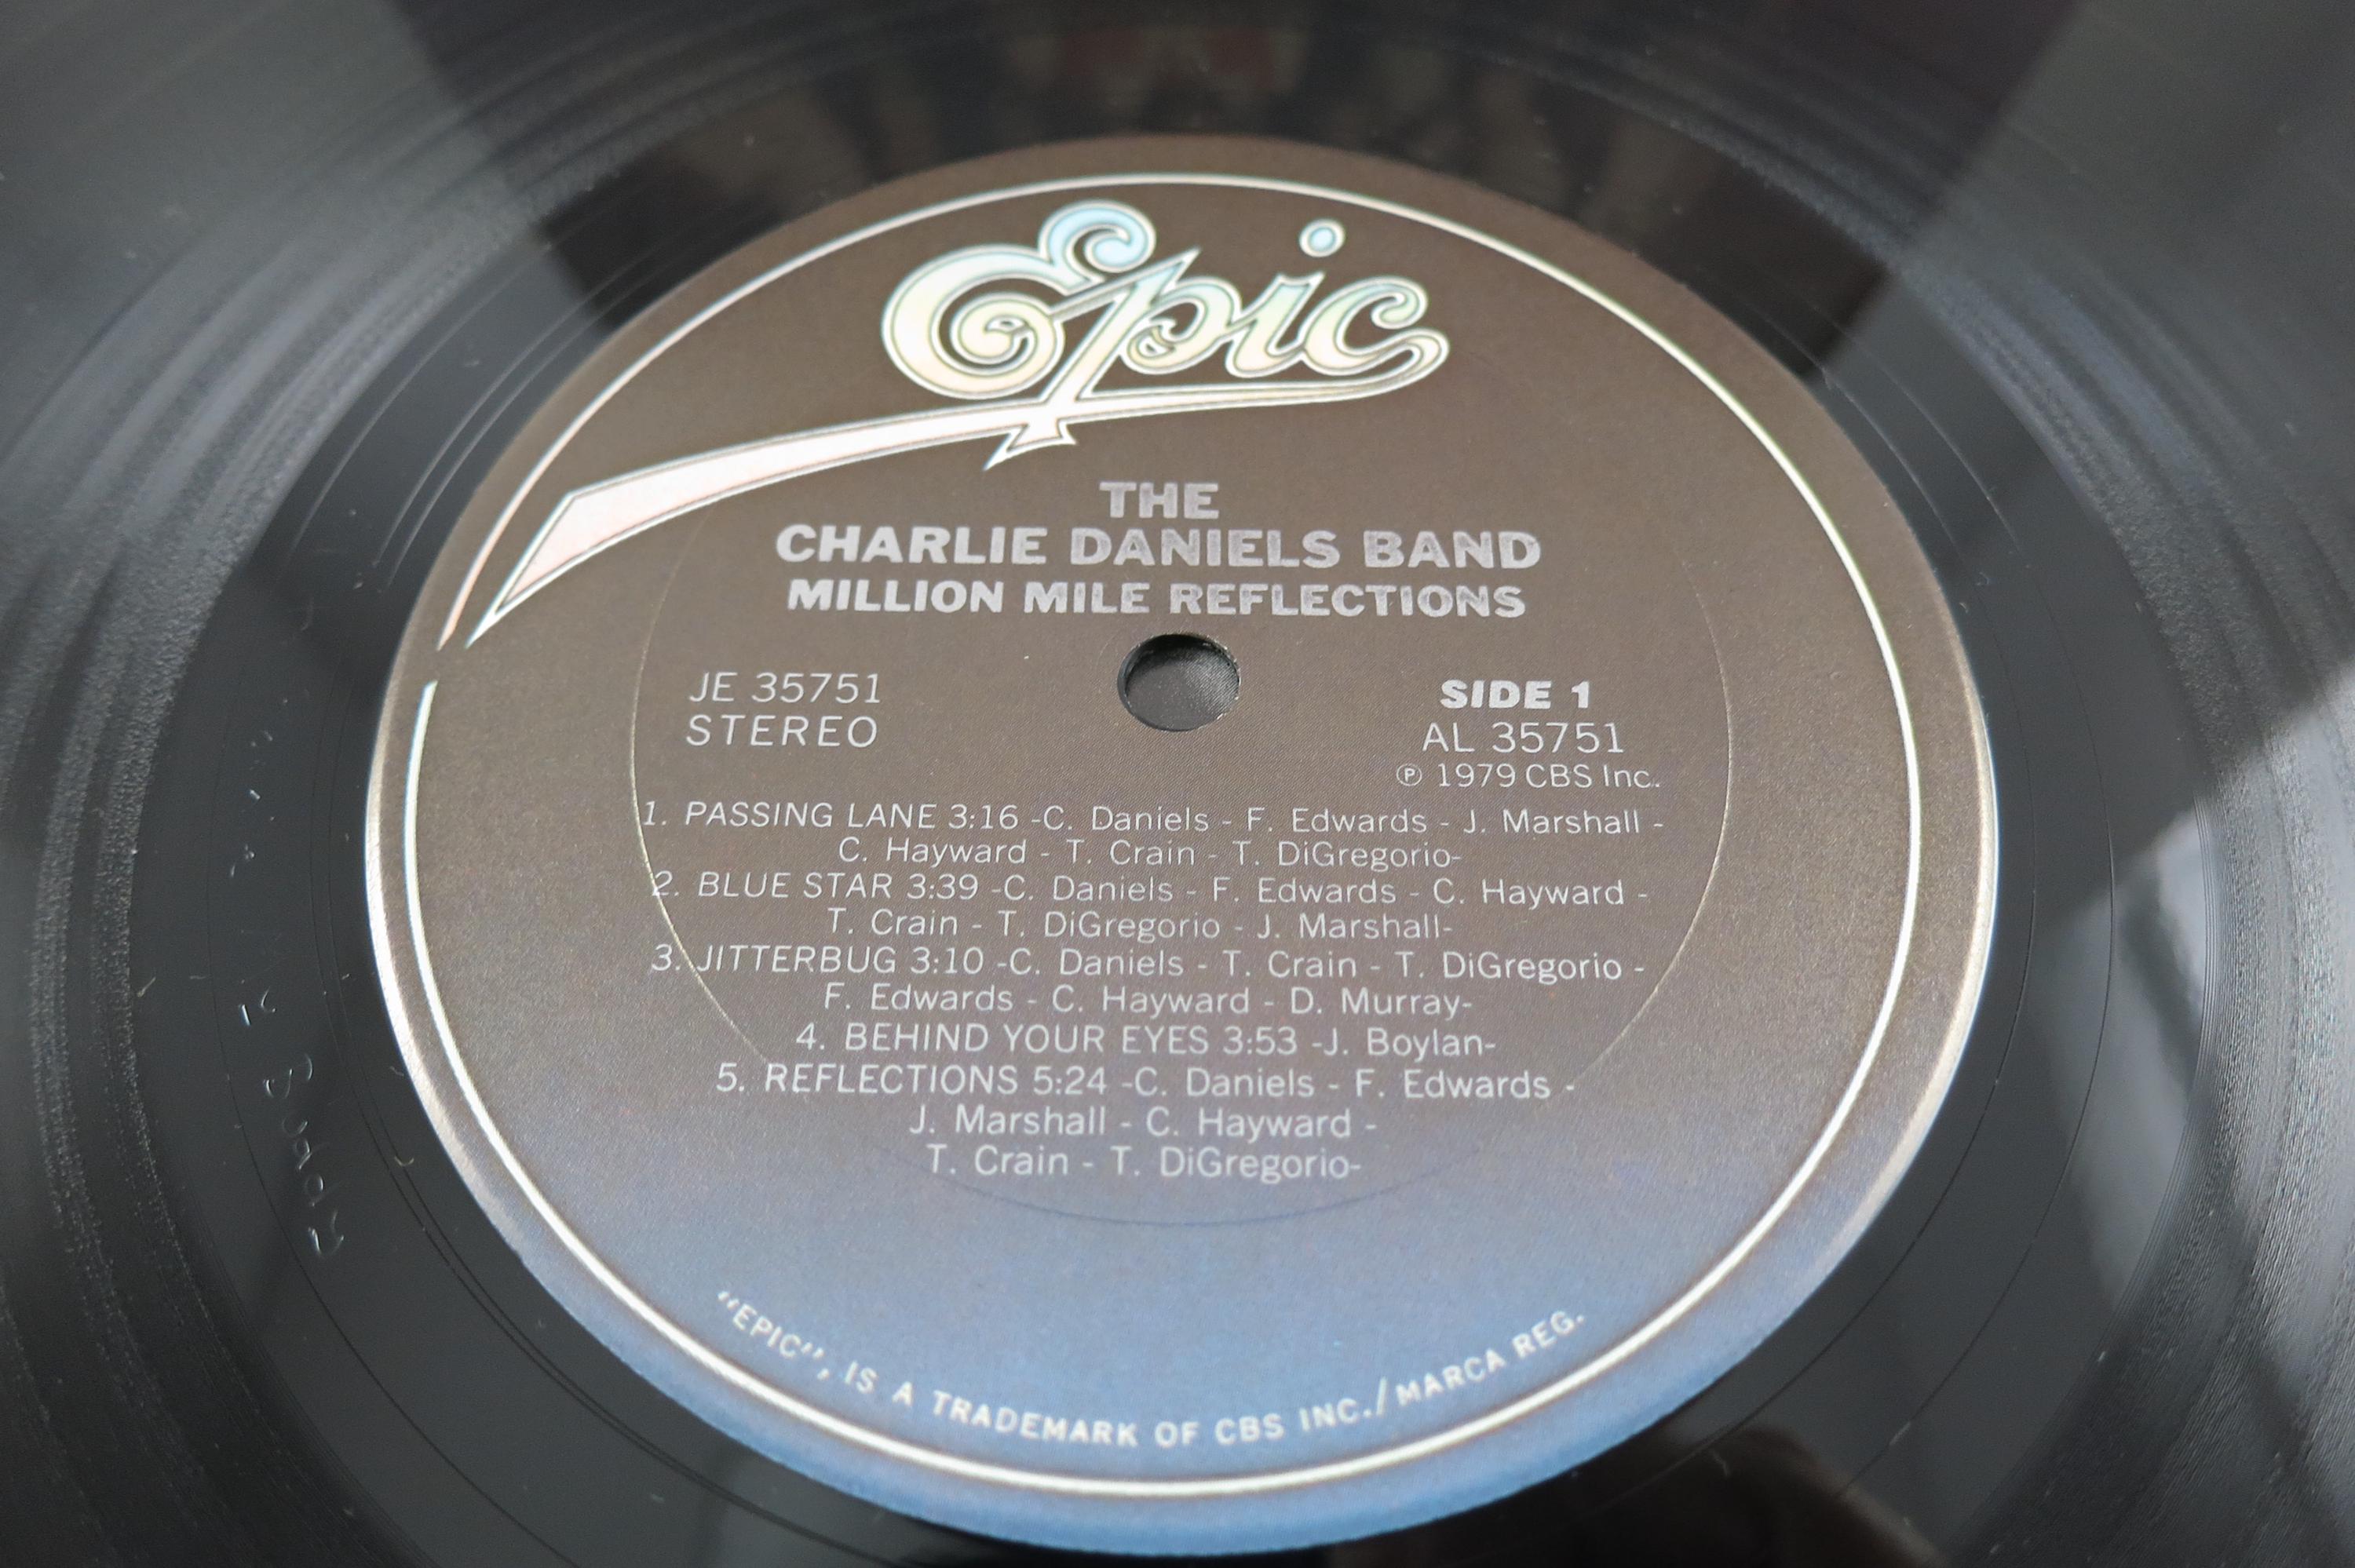 Epic
THE
CHARLIE DANIELS BAND
MILLION MILE REFLECTIONS
JE 35751
STEREO
SIDE 1
AL 35751
Ⓟ 1979 CBS Inc.
1. PASSING LANE 3:16 -C. Daniels - F. Edwards - J. Marshall -
C. Hayward - T. Crain - T. DiGregorio-
2. BLUE STAR 3:39 -C. Daniels - F. Edwards - C. Hayward -
T. Crain - T. DiGregorio - J. Marshall-
3. JITTERBUG 3:10 -C. Daniels - T. Crain - T. DiGregorio -
F. Edwards - C. Hayward - D. Murray-
4. BEHIND YOUR EYES 3:53 -J. Boylan-
5. REFLECTIONS 5:24 -C. Daniels - F. Edwards -
J. Marshall - C. Hayward -
T. Crain - T. DiGregorio-
"EPIC", IS A TRADEMARK OF CBS INC./MARCA REG.